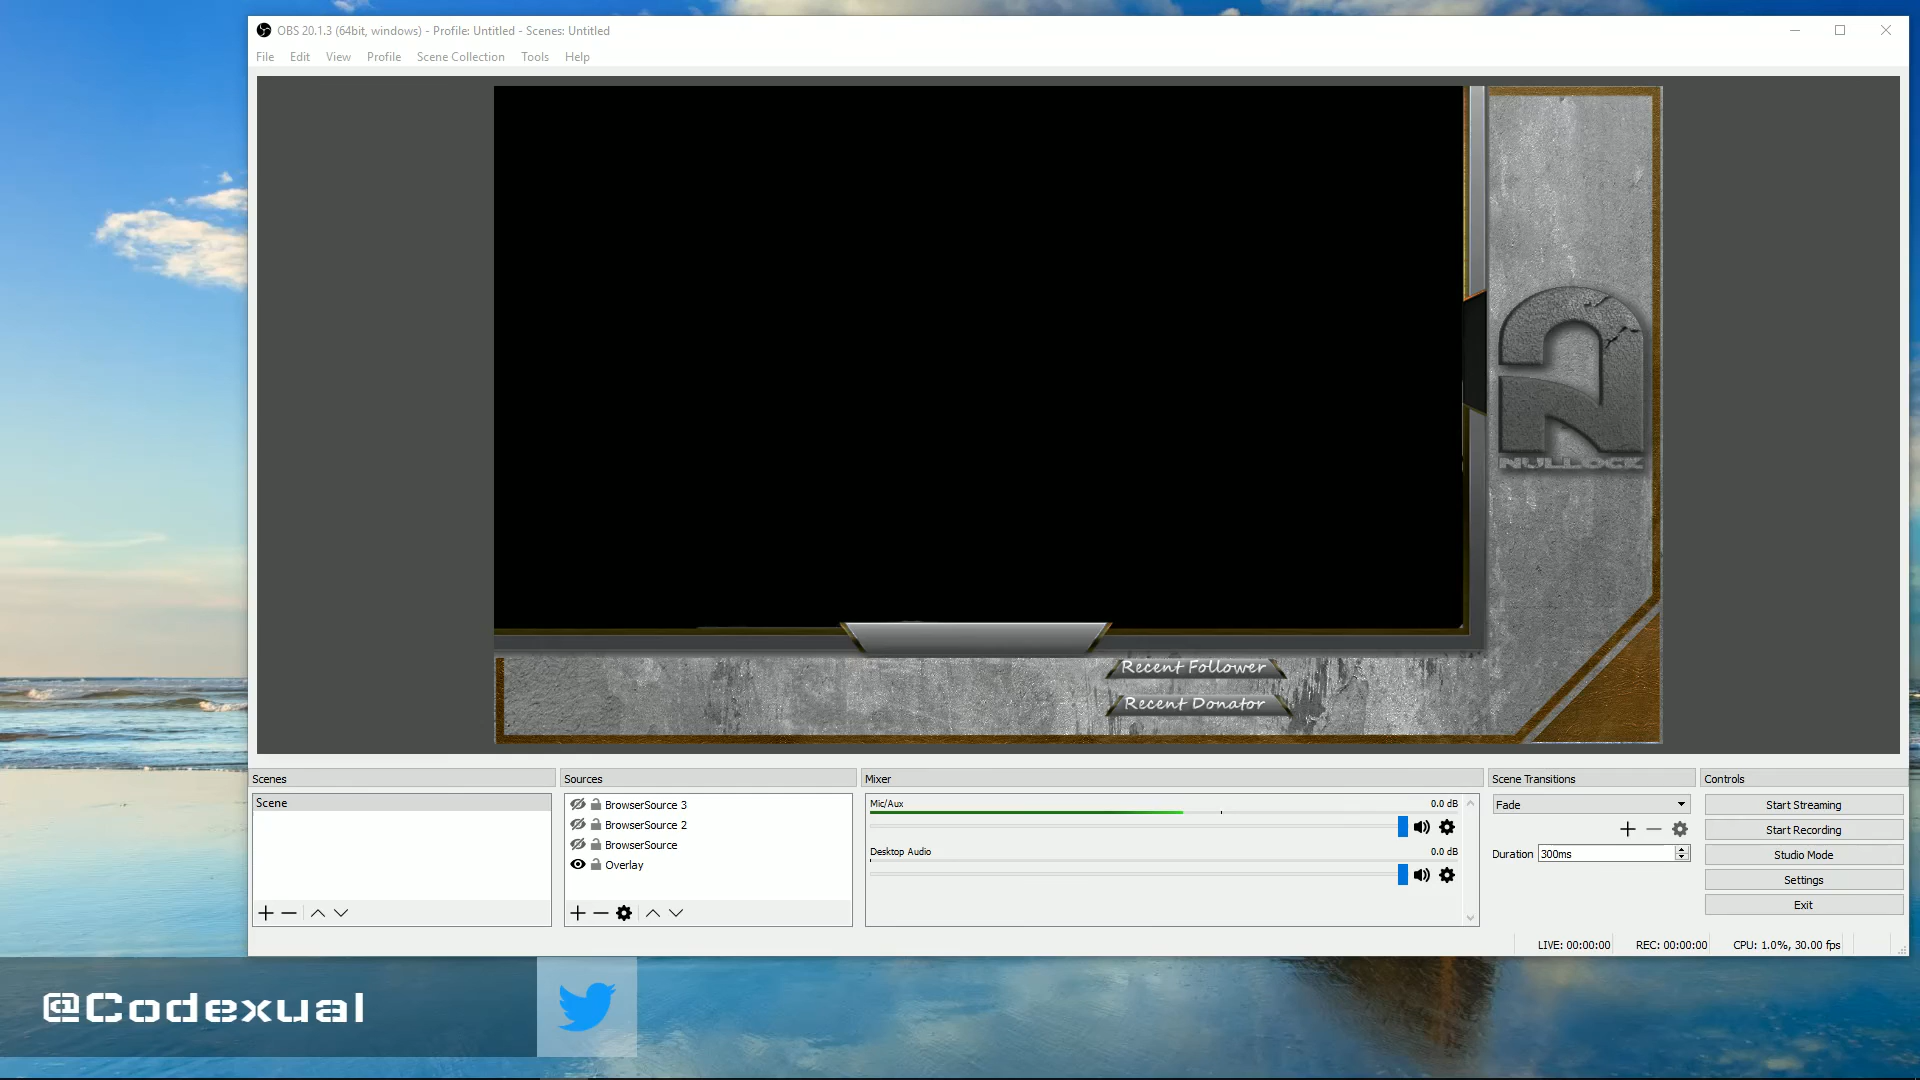 OBS 20.1.3 (64bit, windows) - Profile: Untitled - Scenes: Untitled
File Edit View Profile Scene Collection Tools Help
NULLOCK
Recent Follower
Recent Donator
Scenes
Scene
Sources
BrowserSource 3
BrowserSource 2
BrowserSource
Overlay
Mixer
Mic/Aux 0.0 dB
Desktop Audio 0.0 dB
Scene Transitions
Fade
Duration 300ms
Controls
Start Streaming
Start Recording
Studio Mode
Settings
Exit
LIVE: 00:00:00 REC: 00:00:00 CPU: 1.0%, 30.00 fps
@Codexual